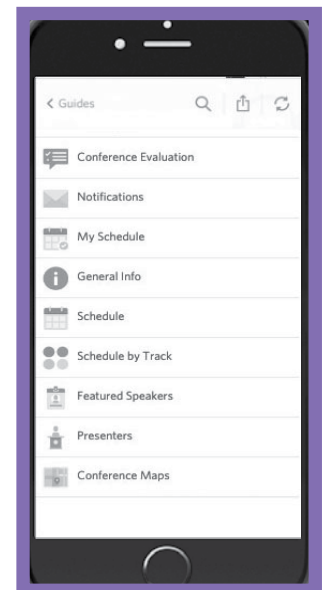 Guides
Conference Evaluation
Notifications
My Schedule
General Info
Schedule
Schedule by Track
Featured Speakers
Presenters
Conference Maps